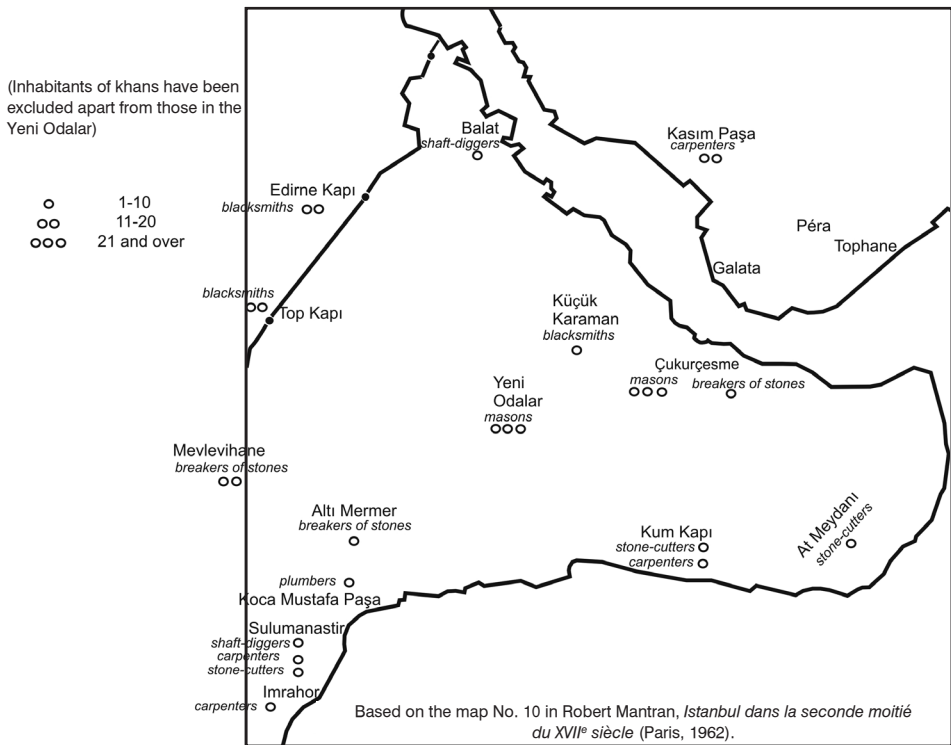 (Inhabitants of khans have been
excluded apart from those in the
Yeni Odalar)
1-10
11-20
21 and over
Balat
shaft-diggers
Kasım Paşa
carpenters
Edirne Kapı
blacksmiths
Péra
Tophane
Galata
blacksmiths
Top Kapı
Küçük
Karaman
blacksmiths
Çukurçesme
masons
breakers of stones
Yeni
Odalar
masons
Mevlevihane
breakers of stones
Altı Mermer
breakers of stones
Kum Kapı
stone-cutters
carpenters
At Meydanı
stone-cutters
plumbers
Koca Mustafa Paşa
Sulumanastir
shaft-diggers
carpenters
stone-cutters
Imrahor
carpenters
Based on the map No. 10 in Robert Mantran, Istanbul dans la seconde moitié
du XVIIe siècle (Paris, 1962).